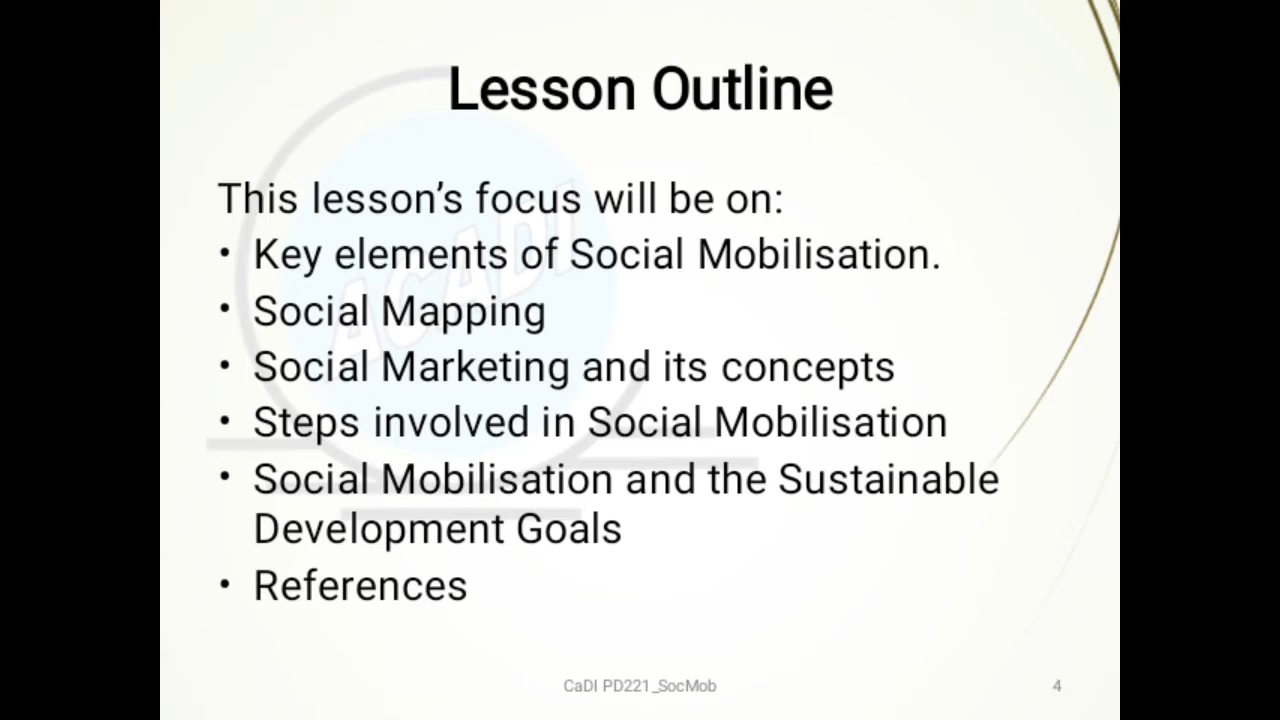 Lesson Outline
This lesson’s focus will be on:
• Key elements of Social Mobilisation.
• Social Mapping
• Social Marketing and its concepts
• Steps involved in Social Mobilisation
• Social Mobilisation and the Sustainable
Development Goals
• References
ACADI
CaDI PD221_SocMob
4